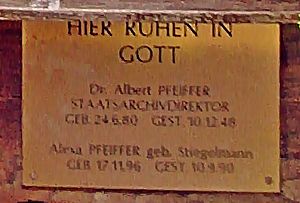 HIER RUHEN IN
GOTT
Dr. Albert PFEIFFER
STAATSARCHIVDIREKTOR
GEB. 24.6.80 GEST. 10.12.48
Alexa PFEIFFER geb. Stiegelmann
GEB. 17.11.96 GEST. 10.9.90